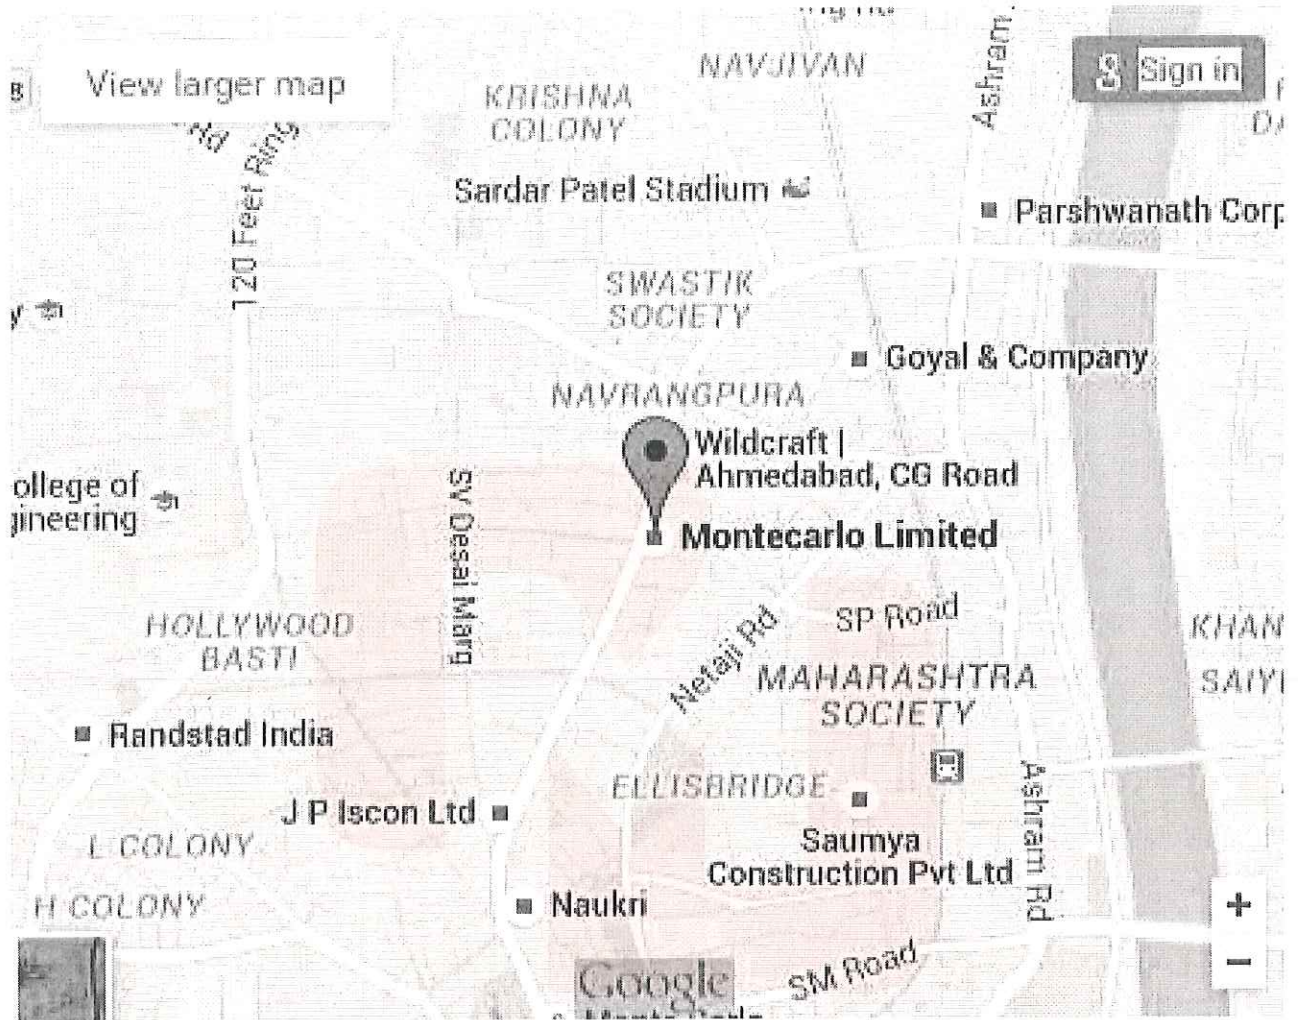 View larger map
Sign in
NAVJIVAN
Ashram
KRISHNA
COLONY
Rd
120 Feet Ring
Sardar Patel Stadium
Parshwanath Corp
SWASTIK
SOCIETY
y
Goyal & Company
NAVRANGPURA
Wildcraft |
Ahmedabad, CG Road
ollege of
gineering
SV Desai Marg
Montecarlo Limited
HOLLYWOOD
BASTI
SP Road
Netaji Rd
KHAN
MAHARASHTRA
SOCIETY
SAIY
Randstad India
ELLISBRIDGE
Ashram Rd
J P Iscon Ltd
Saumya
Construction Pvt Ltd
L COLONY
H COLONY
Naukri
+
−
SM Road
Google